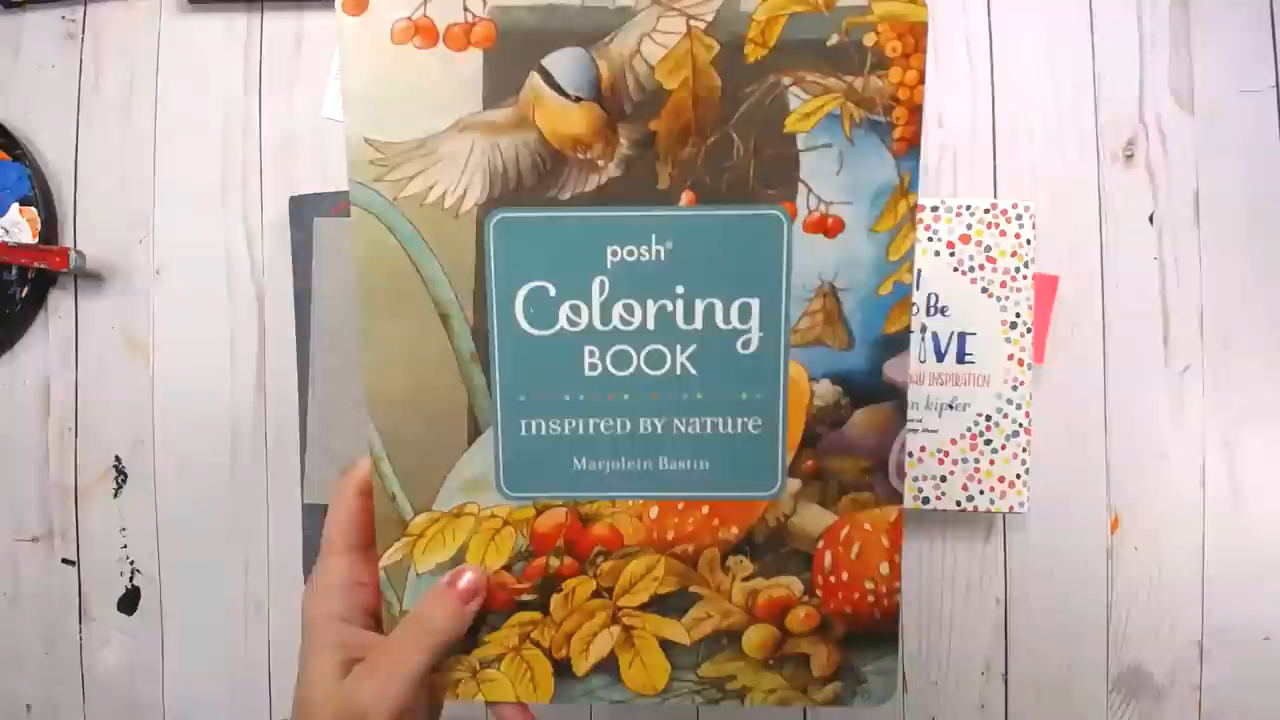 posh®
Coloring
BOOK
INSPIRED BY NATURE
Marjolein Bastin
Be
IVE
INSPIRATION
kipfer